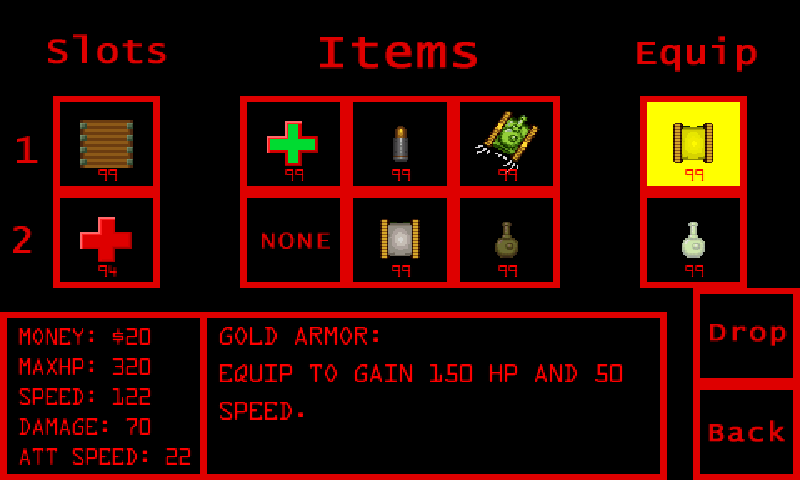 Slots Items Equip
1 99 99 99 99 99
2 94 NONE 99 99 99
MONEY: $20
MAXHP: 320
SPEED: 122
DAMAGE: 70
ATT SPEED: 22
GOLD ARMOR:
EQUIP TO GAIN 150 HP AND 50
SPEED.
Drop
Back